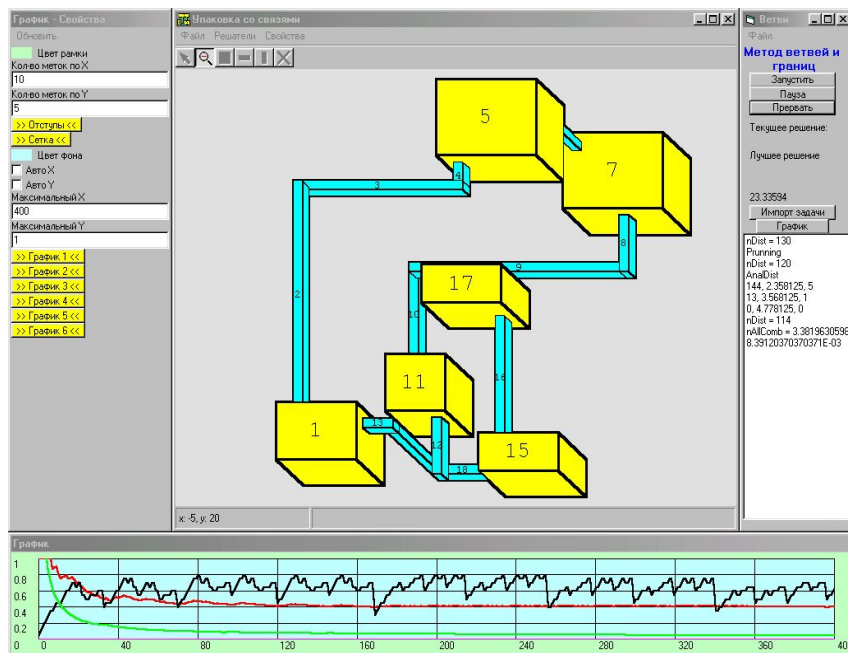 График - Свойства
Обновить
Цвет рамки
Кол-во меток по X
10
Кол-во меток по Y
5
>> Отступы <<
>> Сетка <<
Цвет фона
Авто X
Авто Y
Максимальный X
400
Максимальный Y
1
>> График 1 <<
>> График 2 <<
>> График 3 <<
>> График 4 <<
>> График 5 <<
>> График 6 <<
Упаковка со связями
Файл Решатели Свойства
5
7
4
3
8
9
17
2
10
16
11
1
13
12
15
18
x: -5, y: 20
Ветви
Файл
Метод ветвей и
границ
Запустить
Пауза
Прервать
Текущее решение:
Лучшее решение
23.33594
Импорт задачи
График
nDist = 130
Prunning
nDist = 120
AnalDist
144, 2.358125, 5
13, 3.568125, 1
0, 4.778125, 0
nDist = 114
nAllComb = 3.3819630598
8.39120370370371E-03
График
1
0.8
0.6
0.4
0.2
0
0 40 80 120 160 200 240 280 320 360 40